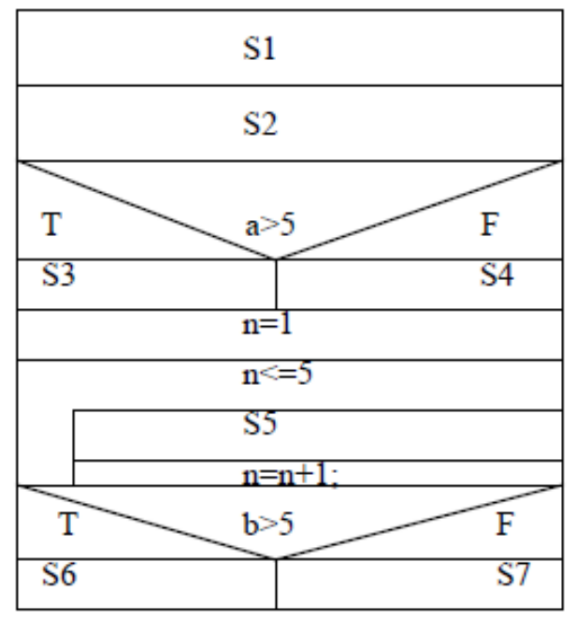 S1
S2
T a>5 F
S3 S4
n=1
n<=5
S5
n=n+1;
T b>5 F
S6 S7